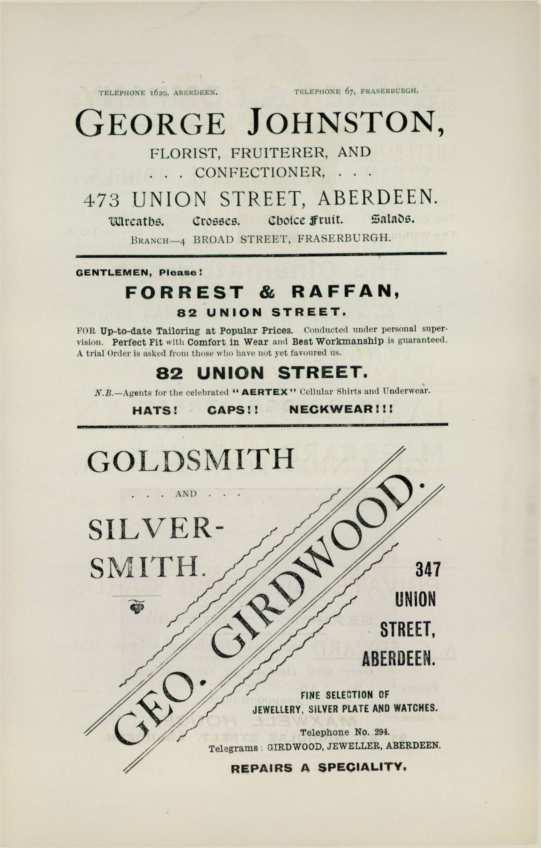 TELEPHONE 1620, ABERDEEN. TELEPHONE 67, FRASERBURGH.
GEORGE JOHNSTON,
FLORIST, FRUITERER, AND
. . . CONFECTIONER, . . .
473 UNION STREET, ABERDEEN.
Wreaths. Crosses. Choice Fruit. Salads.
BRANCH—4 BROAD STREET, FRASERBURGH.
GENTLEMEN, Please!
FORREST & RAFFAN,
82 UNION STREET.
FOR Up-to-date Tailoring at Popular Prices. Conducted under personal super-
vision. Perfect Fit with Comfort in Wear and Best Workmanship is guaranteed.
A trial Order is asked from those who have not yet favoured us.
82 UNION STREET.
N.B.—Agents for the celebrated "AERTEX" Cellular Shirts and Underwear.
HATS! CAPS!! NECKWEAR!!!
GOLDSMITH
. . . AND . . .
SILVER-
SMITH.
GEO. GIRDWOOD.
347
UNION
STREET,
ABERDEEN.
FINE SELECTION OF
JEWELLERY, SILVER PLATE AND WATCHES.
Telephone No. 294.
Telegrams: GIRDWOOD, JEWELLER, ABERDEEN.
REPAIRS A SPECIALITY.